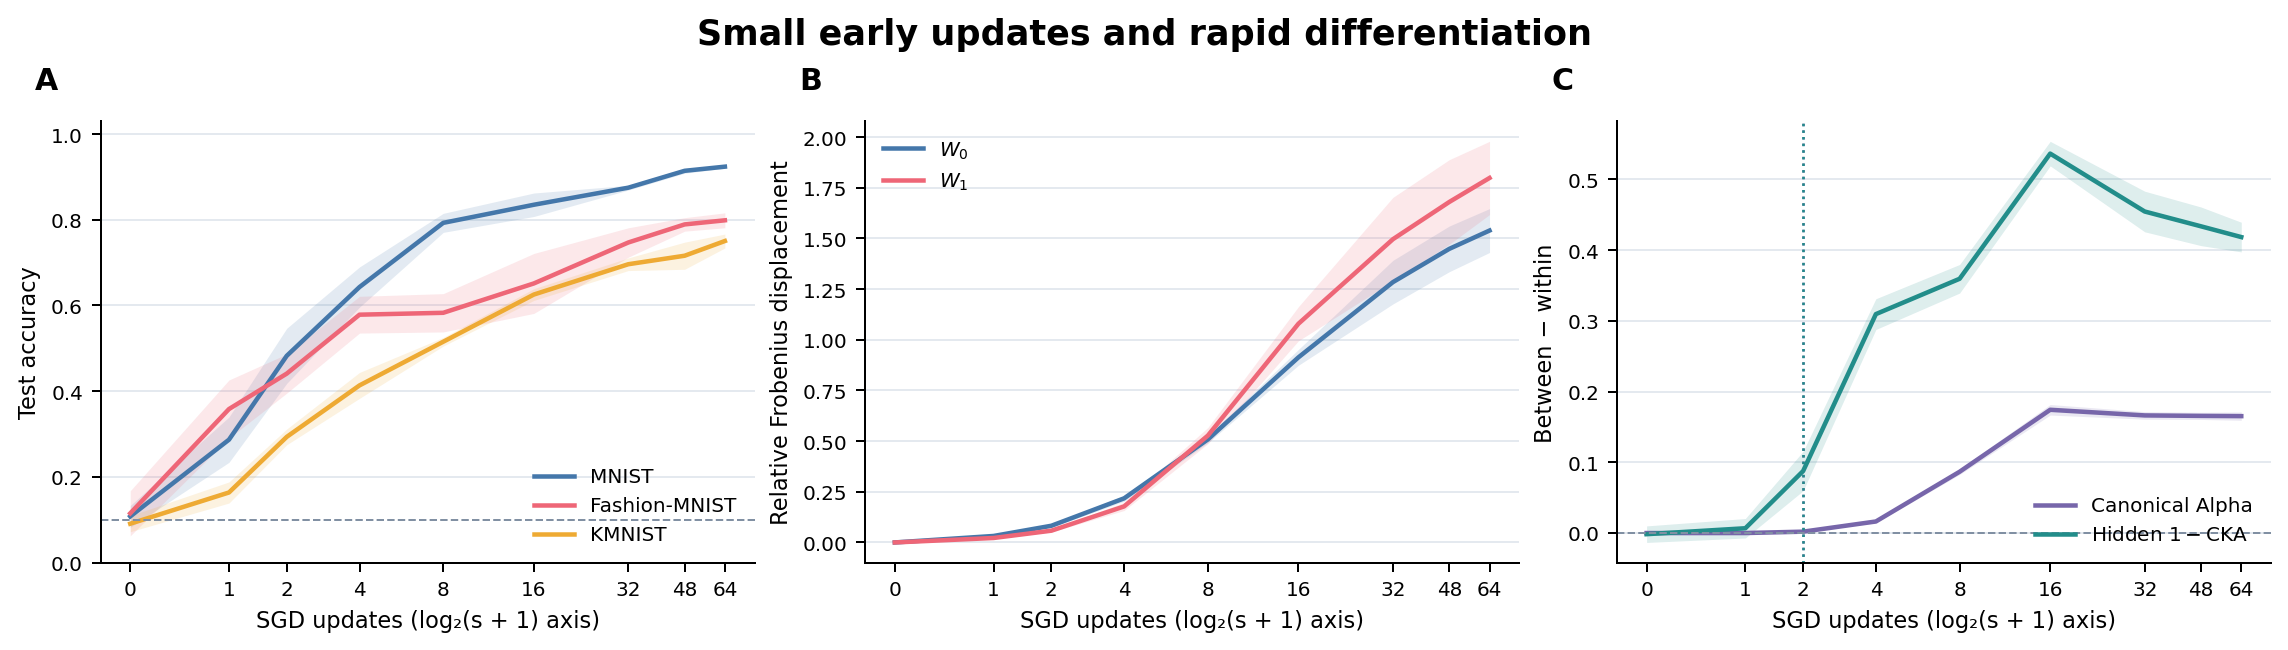 Small early updates and rapid differentiation
A
Test accuracy
1.0
0.8
0.6
0.4
0.2
0.0
MNIST
Fashion-MNIST
KMNIST
0 1 2 4 8 16 32 48 64
SGD updates (log₂(s + 1) axis)
B
Relative Frobenius displacement
2.00
1.75
1.50
1.25
1.00
0.75
0.50
0.25
0.00
W₀
W₁
0 1 2 4 8 16 32 48 64
SGD updates (log₂(s + 1) axis)
C
Between − within
0.5
0.4
0.3
0.2
0.1
0.0
Canonical Alpha
Hidden 1 − CKA
0 1 2 4 8 16 32 48 64
SGD updates (log₂(s + 1) axis)